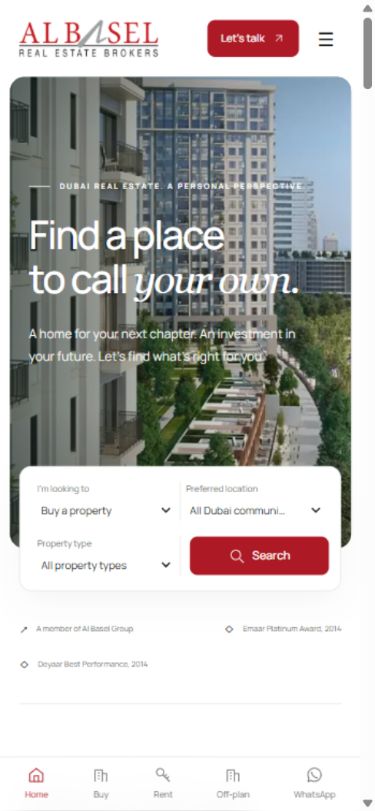 AL BASEL
REAL ESTATE BROKERS
Let's talk ↗
DUBAI REAL ESTATE. A PERSONAL PERSPECTIVE.
Find a place
to call your own.
A home for your next chapter. An investment in
your future. Let's find what's right for you.
I'm looking to
Preferred location
Buy a property
All Dubai communi...
Property type
All property types
Search
A member of Al Basel Group
Emaar Platinum Award, 2014
Deyaar Best Performance, 2014
Home
Buy
Rent
Off-plan
WhatsApp